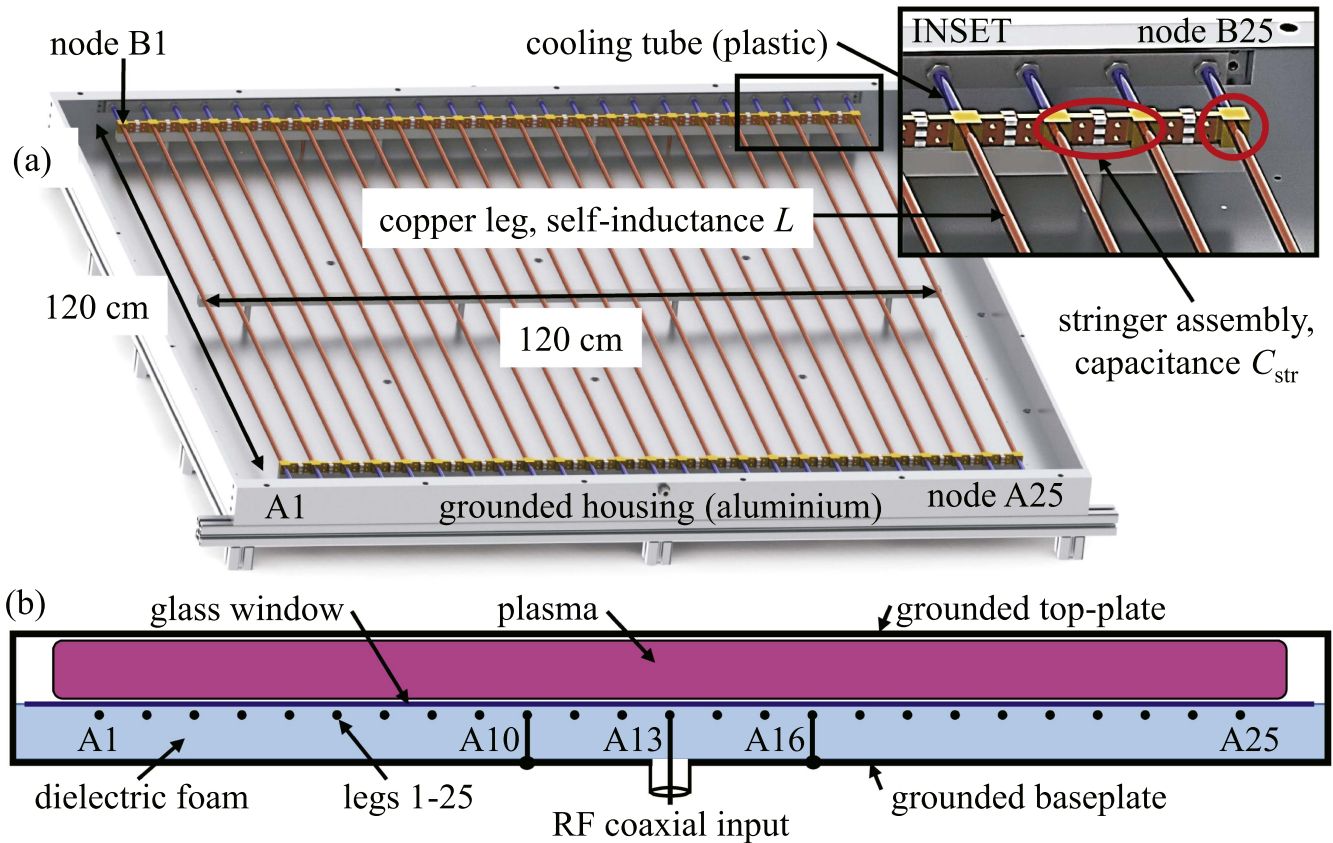 node B1
cooling tube (plastic)
INSET
node B25
(a)
copper leg, self-inductance L
120 cm
120 cm
stringer assembly,
capacitance Cstr
A1
grounded housing (aluminium)
node A25
(b)
glass window
plasma
grounded top-plate
A1
A10
A13
A16
A25
dielectric foam
legs 1-25
grounded baseplate
RF coaxial input